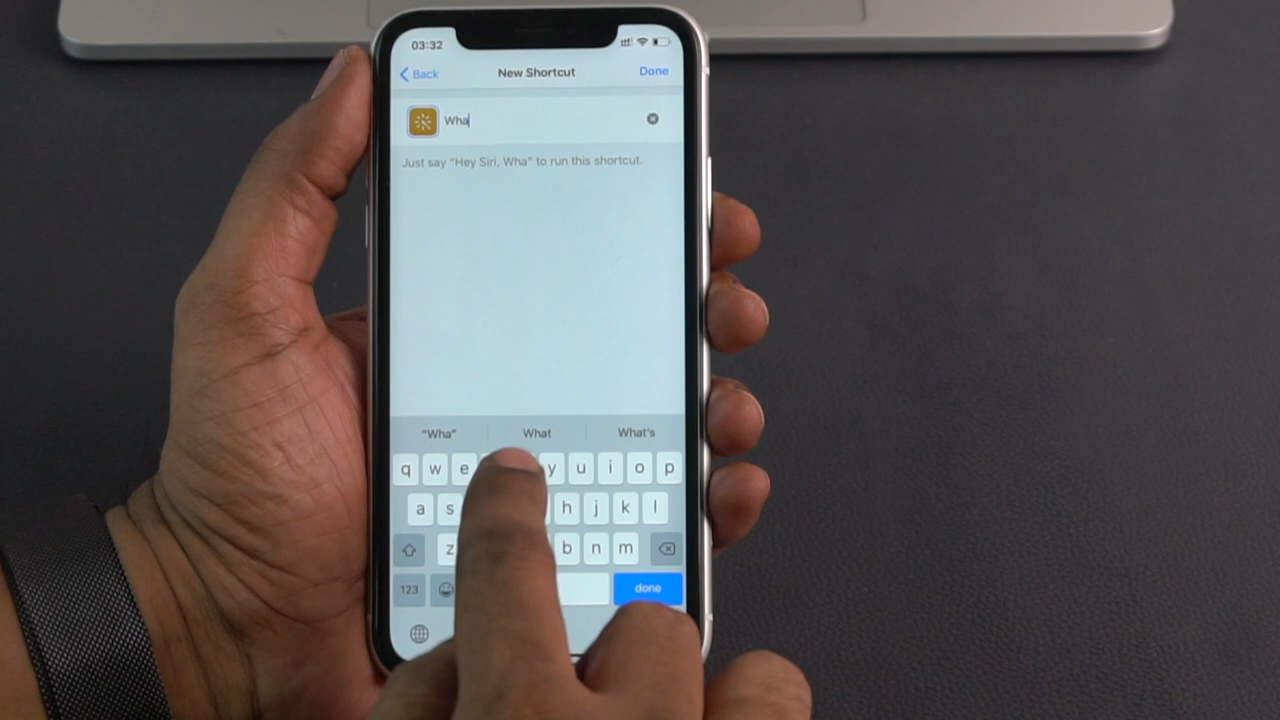 03:32
Back New Shortcut Done
Wha
Just say “Hey Siri, Wha” to run this shortcut.
“Wha” What What's
q w e y u i o p
a s h j k l
z b n m
123 done